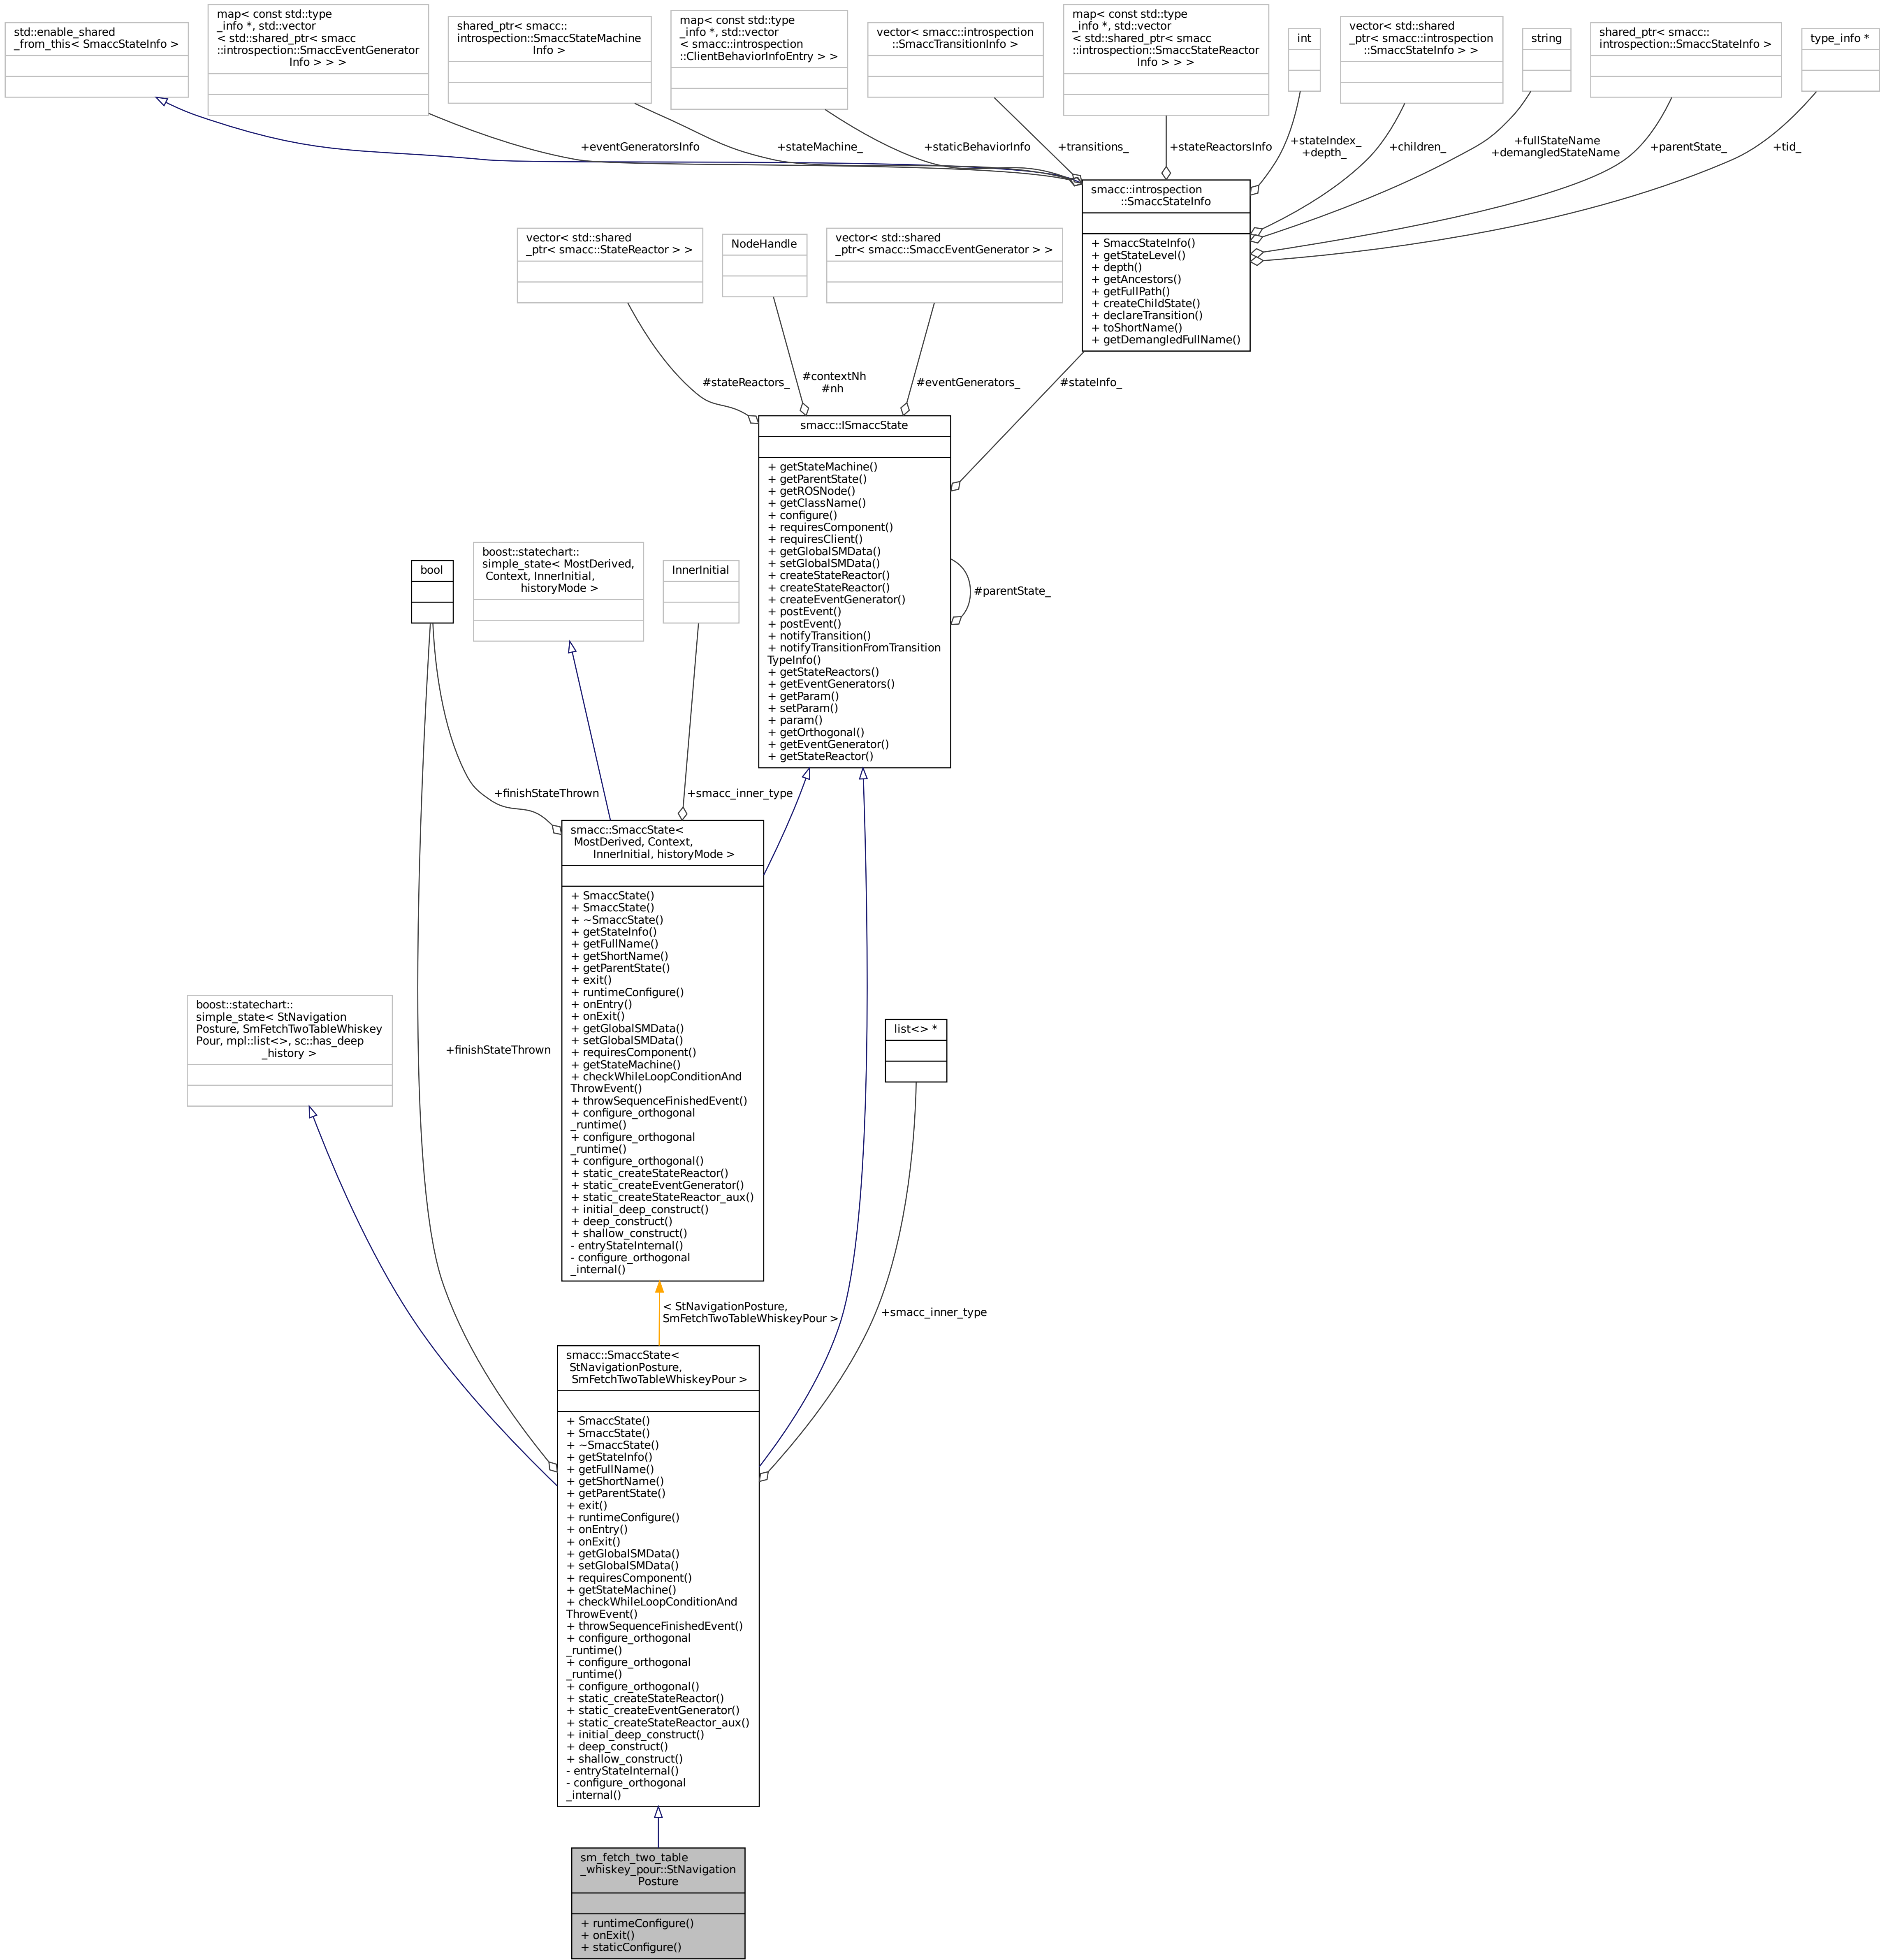 std::enable_shared
_from_this< SmaccStateInfo >
map< const std::type
_info *, std::vector
< std::shared_ptr< smacc
::introspection::SmaccEventGenerator
Info > > >
shared_ptr< smacc::
introspection::SmaccStateMachine
Info >
map< const std::type
_info *, std::vector
< smacc::introspection
::ClientBehaviorInfoEntry > >
vector< smacc::introspection
::SmaccTransitionInfo >
map< const std::type
_info *, std::vector
< std::shared_ptr< smacc
::introspection::SmaccStateReactor
Info > > >
int
vector< std::shared
_ptr< smacc::introspection
::SmaccStateInfo > >
string
shared_ptr< smacc::
introspection::SmaccStateInfo >
type_info *
+eventGeneratorsInfo
+stateMachine_
+staticBehaviorInfo
+transitions_
+stateReactorsInfo
+stateIndex_
+depth_
+children_
+fullStateName
+demangledStateName
+parentState_
+tid_
smacc::introspection
::SmaccStateInfo
+ SmaccStateInfo()
+ getStateLevel()
+ depth()
+ getAncestors()
+ getFullPath()
+ createChildState()
+ declareTransition()
+ toShortName()
+ getDemangledFullName()
vector< std::shared
_ptr< smacc::StateReactor > >
NodeHandle
vector< std::shared
_ptr< smacc::SmaccEventGenerator > >
#stateReactors_
#contextNh
#nh
#eventGenerators_
#stateInfo_
smacc::ISmaccState
+ getStateMachine()
+ getParentState()
+ getROSNode()
+ getClassName()
+ configure()
+ requiresComponent()
+ requiresClient()
+ getGlobalSMData()
+ setGlobalSMData()
+ createStateReactor()
+ createStateReactor()
+ createEventGenerator()
+ postEvent()
+ postEvent()
+ notifyTransition()
+ notifyTransitionFromTransition
TypeInfo()
+ getStateReactors()
+ getEventGenerators()
+ getParam()
+ setParam()
+ param()
+ getOrthogonal()
+ getEventGenerator()
+ getStateReactor()
#parentState_
bool
boost::statechart::
simple_state< MostDerived,
Context, InnerInitial,
historyMode >
InnerInitial
+finishStateThrown
+smacc_inner_type
smacc::SmaccState<
MostDerived, Context,
InnerInitial, historyMode >
+ SmaccState()
+ SmaccState()
+ ~SmaccState()
+ getStateInfo()
+ getFullName()
+ getShortName()
+ getParentState()
+ exit()
+ runtimeConfigure()
+ onEntry()
+ onExit()
+ getGlobalSMData()
+ setGlobalSMData()
+ requiresComponent()
+ getStateMachine()
+ checkWhileLoopConditionAnd
ThrowEvent()
+ throwSequenceFinishedEvent()
+ configure_orthogonal
_runtime()
+ configure_orthogonal
_runtime()
+ configure_orthogonal()
+ static_createStateReactor()
+ static_createEventGenerator()
+ static_createStateReactor_aux()
+ initial_deep_construct()
+ deep_construct()
+ shallow_construct()
- entryStateInternal()
- configure_orthogonal
_internal()
boost::statechart::
simple_state< StNavigation
Posture, SmFetchTwoTableWhiskey
Pour, mpl::list<>, sc::has_deep
_history >
+finishStateThrown
list<> *
< StNavigationPosture,
SmFetchTwoTableWhiskeyPour >
+smacc_inner_type
smacc::SmaccState<
StNavigationPosture,
SmFetchTwoTableWhiskeyPour >
+ SmaccState()
+ SmaccState()
+ ~SmaccState()
+ getStateInfo()
+ getFullName()
+ getShortName()
+ getParentState()
+ exit()
+ runtimeConfigure()
+ onEntry()
+ onExit()
+ getGlobalSMData()
+ setGlobalSMData()
+ requiresComponent()
+ getStateMachine()
+ checkWhileLoopConditionAnd
ThrowEvent()
+ throwSequenceFinishedEvent()
+ configure_orthogonal
_runtime()
+ configure_orthogonal
_runtime()
+ configure_orthogonal()
+ static_createStateReactor()
+ static_createEventGenerator()
+ static_createStateReactor_aux()
+ initial_deep_construct()
+ deep_construct()
+ shallow_construct()
- entryStateInternal()
- configure_orthogonal
_internal()
sm_fetch_two_table
_whiskey_pour::StNavigation
Posture
+ runtimeConfigure()
+ onExit()
+ staticConfigure()